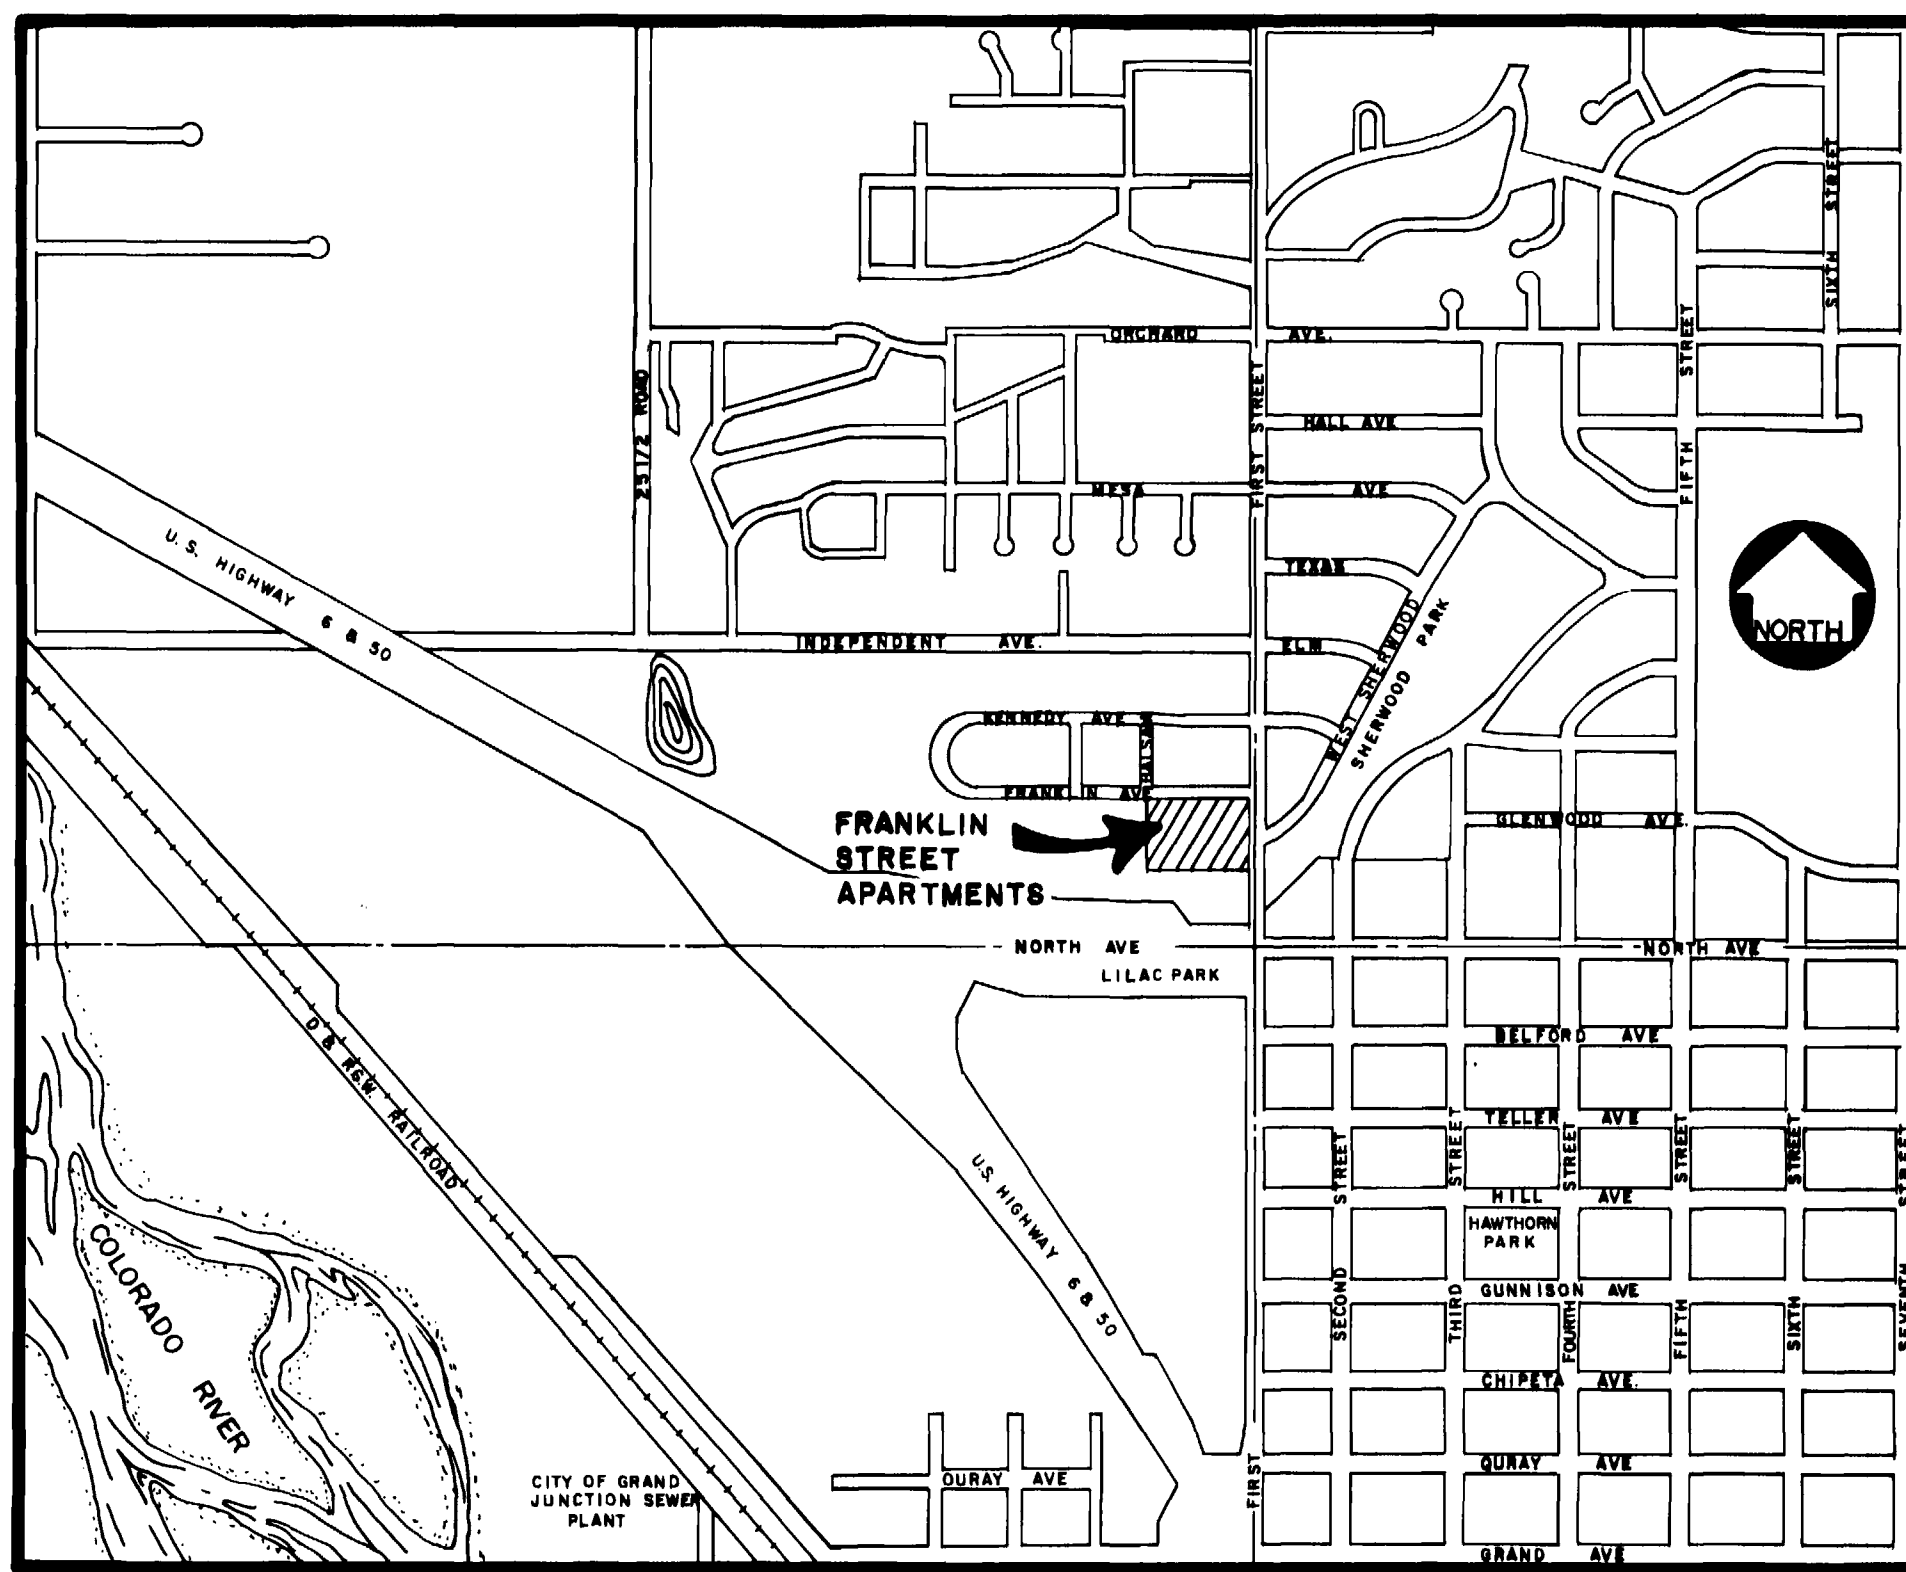 SIXTH STREET
ORCHARD AVE.
25 1/2 ROAD
FIRST STREET
FIFTH STREET
HALL AVE
MESA AVE
U.S. HIGHWAY 6 & 50
TEXAS
NORTH
INDEPENDENT AVE.
ELM
WEST SHERWOOD
SHERWOOD PARK
KENNEDY AVE
BALSAM
FRANKLIN AVE
FRANKLIN
STREET
APARTMENTS
GLENWOOD AVE.
NORTH AVE
NORTH AVE
LILAC PARK
D & R.G.W. RAILROAD
BELFORD AVE
TELLER AVE
HILL AVE
HAWTHORN
PARK
GUNNISON AVE
SECOND STREET
THIRD STREET
FOURTH STREET
FIFTH STREET
SIXTH STREET
SEVENTH STREET
U.S. HIGHWAY 6 & 50
COLORADO
RIVER
CHIPETA AVE.
FIRST
OURAY AVE
OURAY AVE
CITY OF GRAND
JUNCTION SEWER
PLANT
GRAND AVE